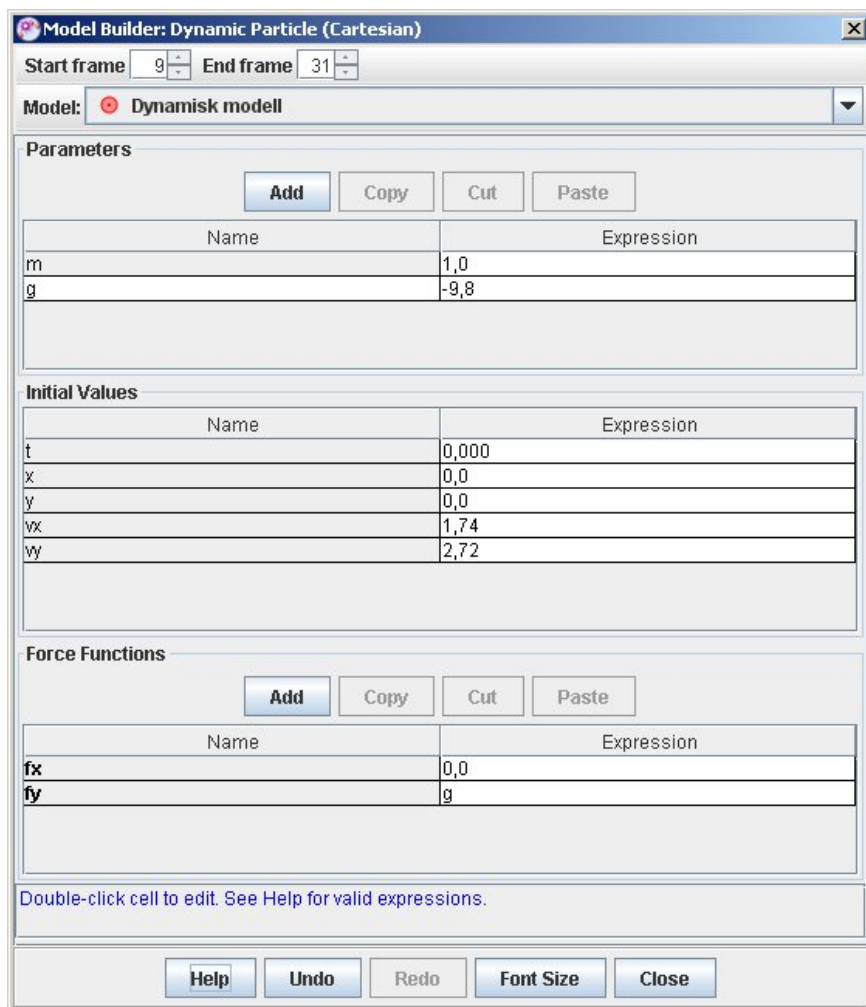 Model Builder: Dynamic Particle (Cartesian)
Start frame 9 End frame 31
Model: Dynamisk modell
Parameters
Add Copy Cut Paste
Name Expression
m 1,0
g -9,8
Initial Values
Name Expression
t 0,000
x 0,0
y 0,0
vx 1,74
vy 2,72
Force Functions
Add Copy Cut Paste
Name Expression
fx 0,0
fy g
Double-click cell to edit. See Help for valid expressions.
Help Undo Redo Font Size Close